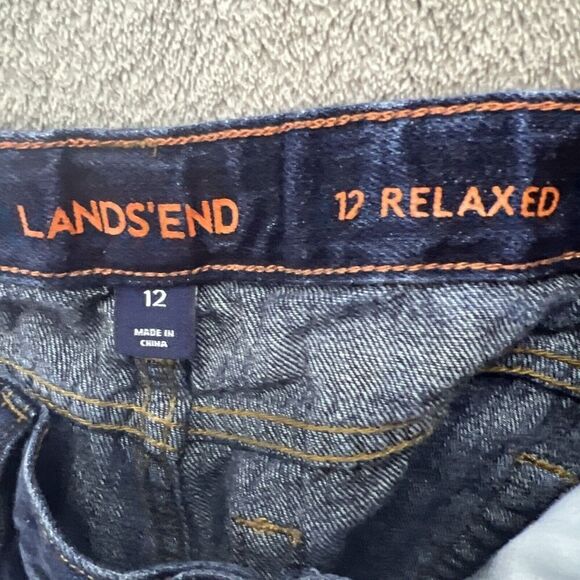 LANDS'END 12 RELAXED
12
MADE IN
CHINA